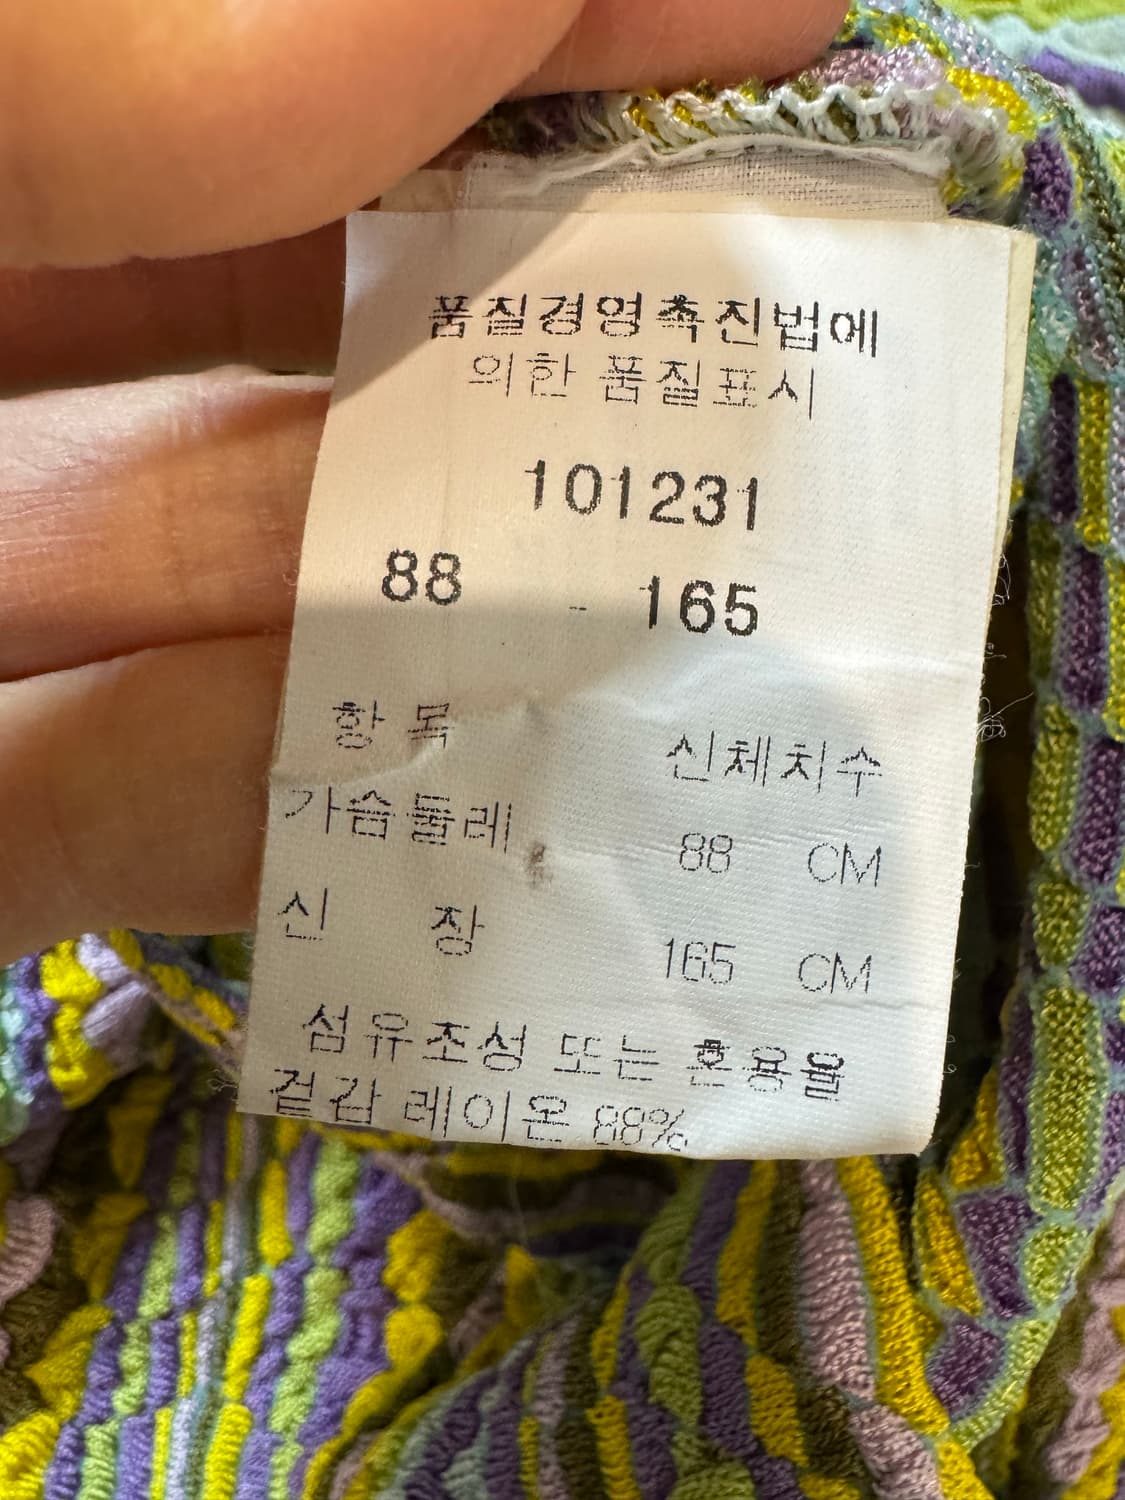 품질경영촉진법에
의한 품질표시
101231
88 - 165
항 목 신체치수
가슴둘레 88 CM
신 장 165 CM
섬유조성 또는 혼용율
겉감 레이온 88%